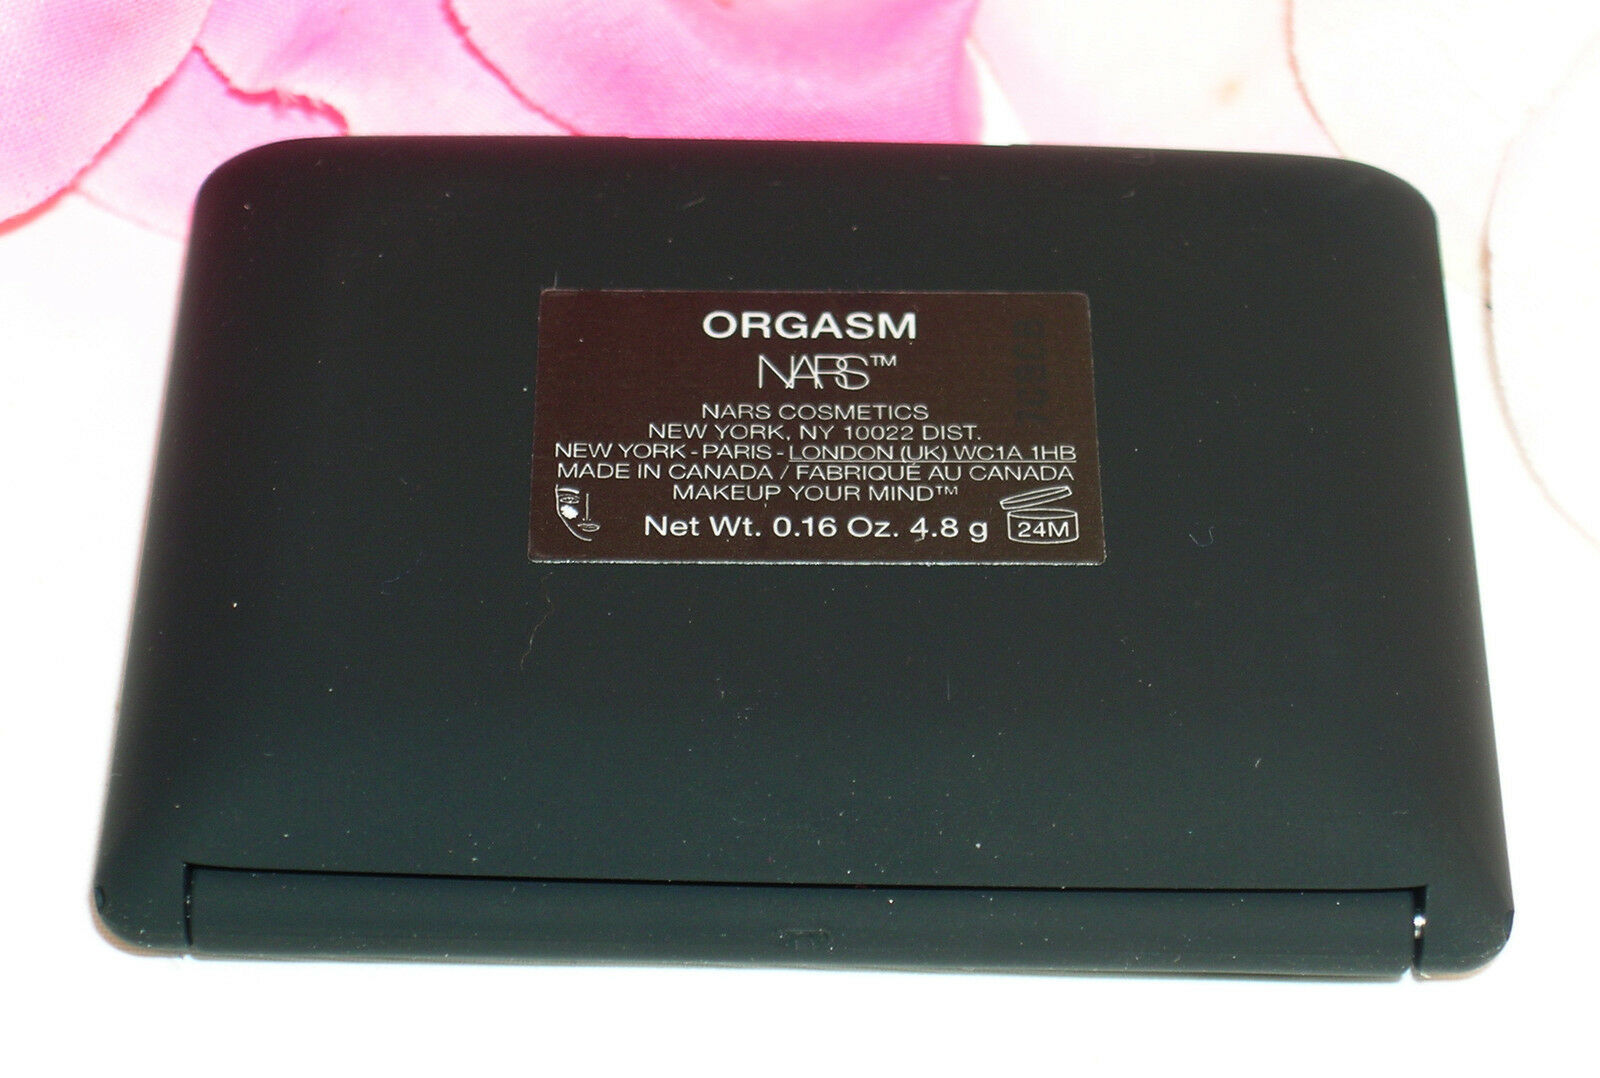 ORGASM
NARS™
NARS COSMETICS
NEW YORK, NY 10022 DIST.
NEW YORK - PARIS - LONDON (UK) WC1A 1HB
MADE IN CANADA / FABRIQUÉ AU CANADA
MAKEUP YOUR MIND™
Net Wt. 0.16 Oz. 4.8 g
24M